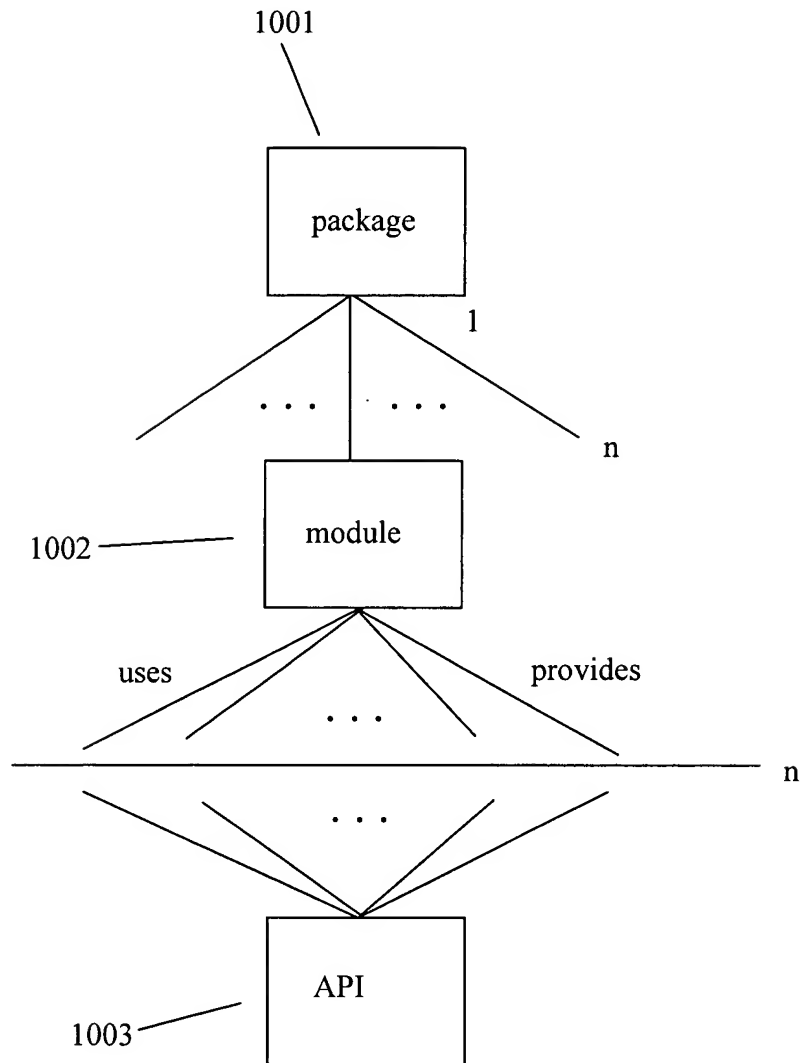 1001
package
1
. . . . . .
n
module
1002
uses
provides
. . .
n
. . .
API
1003